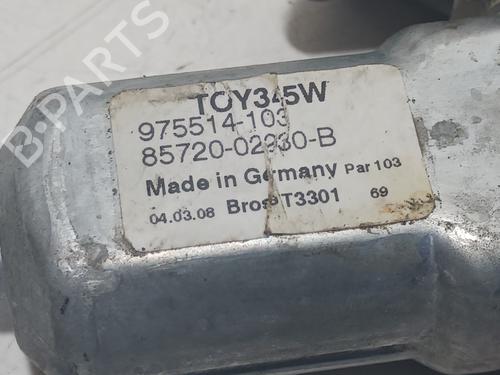 B-PARTS
TOY345W
975514-103
85720-02930-B
Made in Germany Par 103
04.03.08 Brose T3301 69